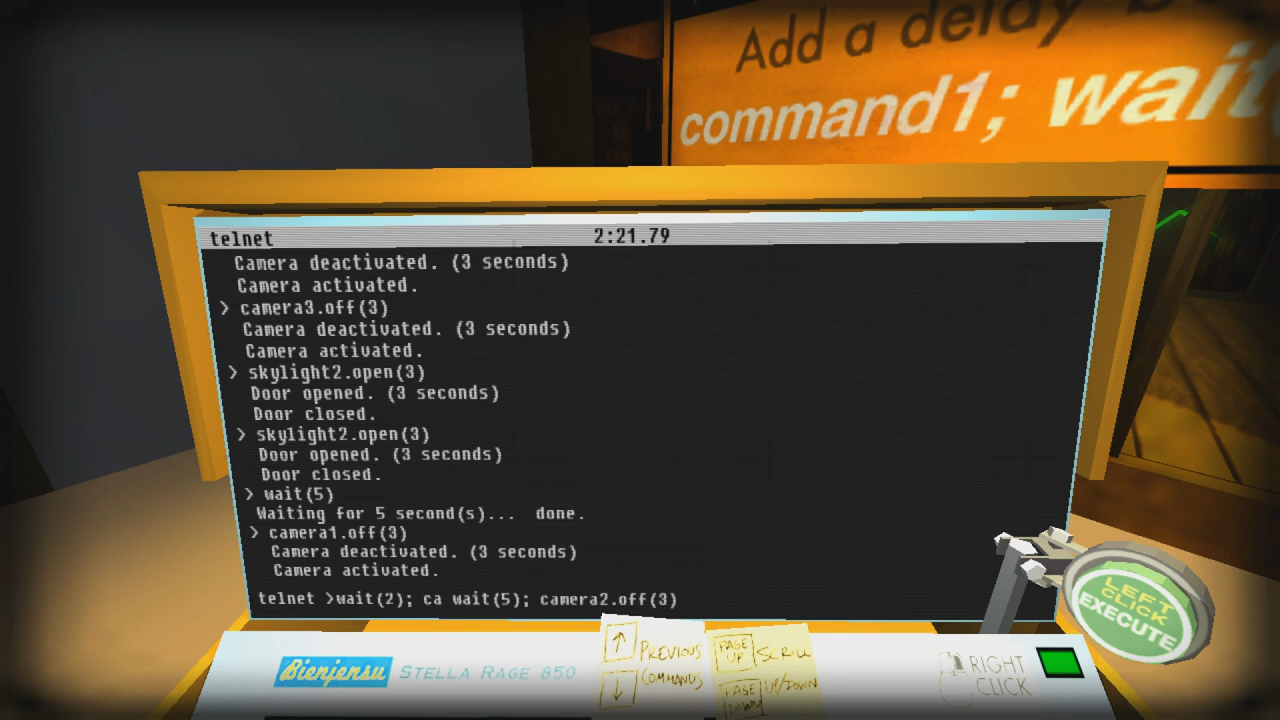 Add a delay
command1; wait
telnet 2:21.79
Camera deactivated. (3 seconds)
Camera activated.
> camera3.off(3)
Camera deactivated. (3 seconds)
Camera activated.
> skylight2.open(3)
Door opened. (3 seconds)
Door closed.
> skylight2.open(3)
Door opened. (3 seconds)
Door closed.
> wait(5)
Waiting for 5 second(s)... done.
> camera1.off(3)
Camera deactivated. (3 seconds)
Camera activated.
telnet >wait(2); ca wait(5); camera2.off(3)
LEFT
CLICK
EXECUTE
Bienjensu STELLA RAGE 850
↑ PREVIOUS
↓ COMMANDS
PAGE UP SCROLL
PAGE DOWN UP/DOWN
RIGHT
CLICK